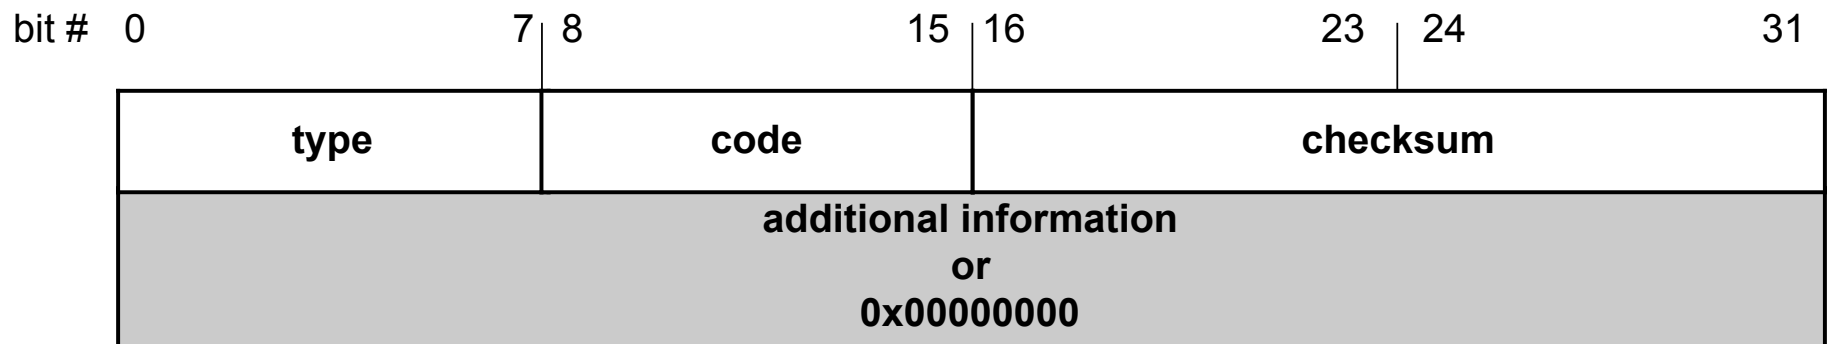 bit # 0 7 8 15 16 23 24 31
type code checksum
additional information
or
0x00000000